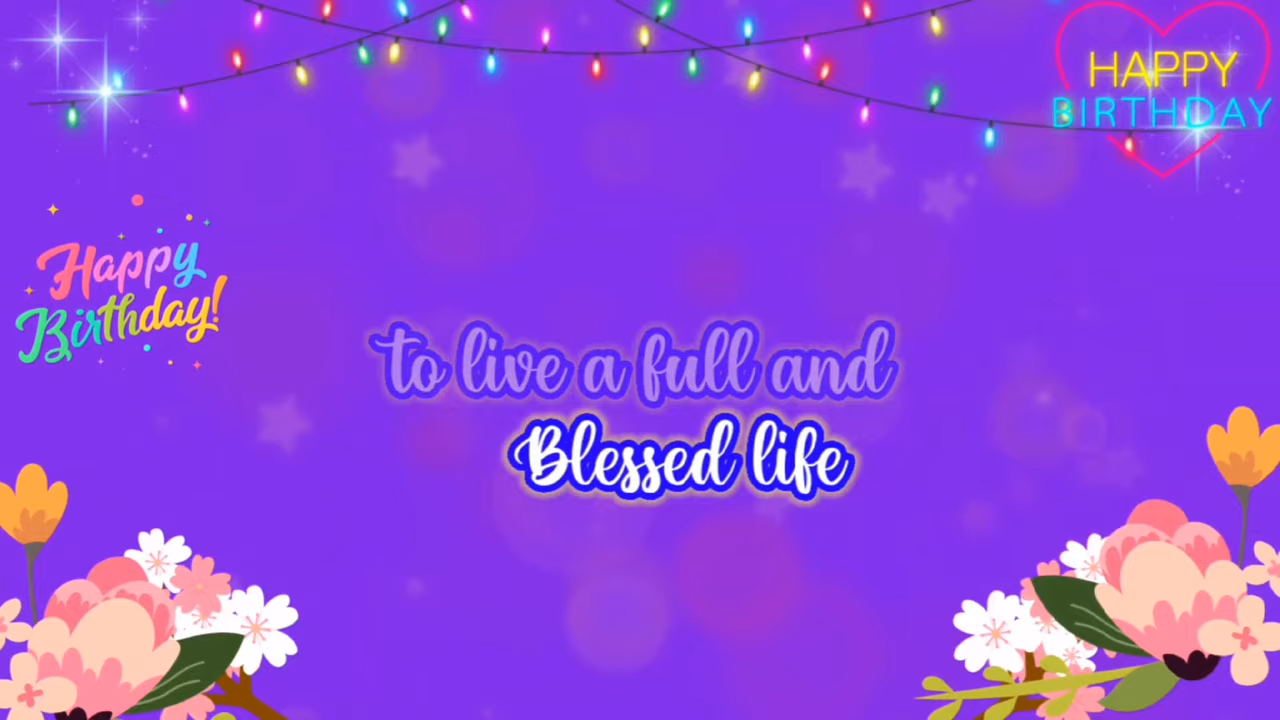 HAPPY
BIRTHDAY
Happy
Birthday!
to live a full and
Blessed life